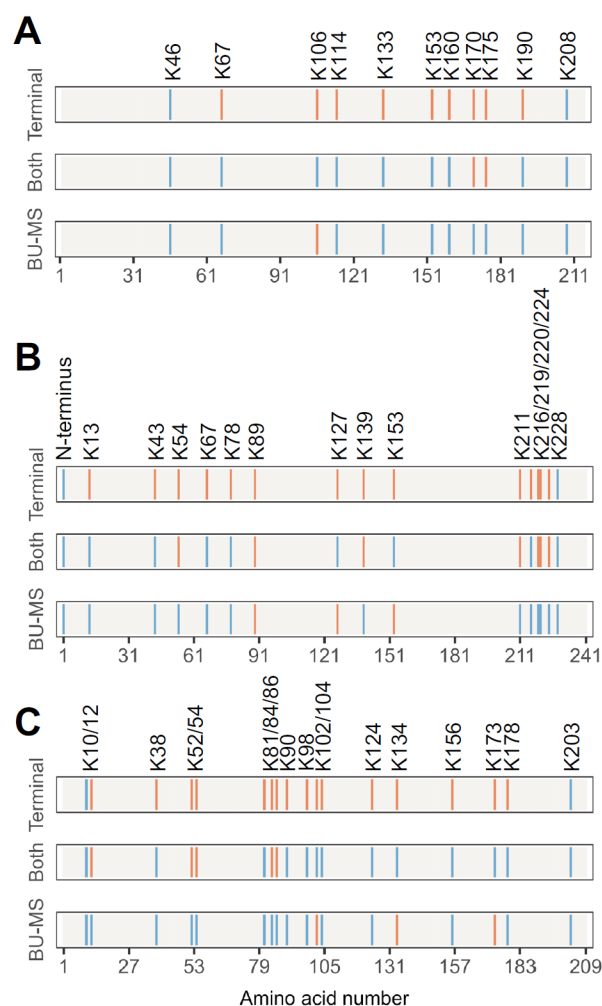 A
K46 K67 K106 K114 K133 K153 K160 K170 K175 K190 K208
Terminal
Both
BU-MS
1 31 61 91 121 151 181 211
B
N-terminus K13 K43 K54 K67 K78 K89 K127 K139 K153 K211 K216/219/220/224 K228
Terminal
Both
BU-MS
1 31 61 91 121 151 181 211 241
C
K10/12 K38 K52/54 K81/84/86 K90 K98 K102/104 K124 K134 K156 K173 K178 K203
Terminal
Both
BU-MS
1 27 53 79 105 131 157 183 209
Amino acid number